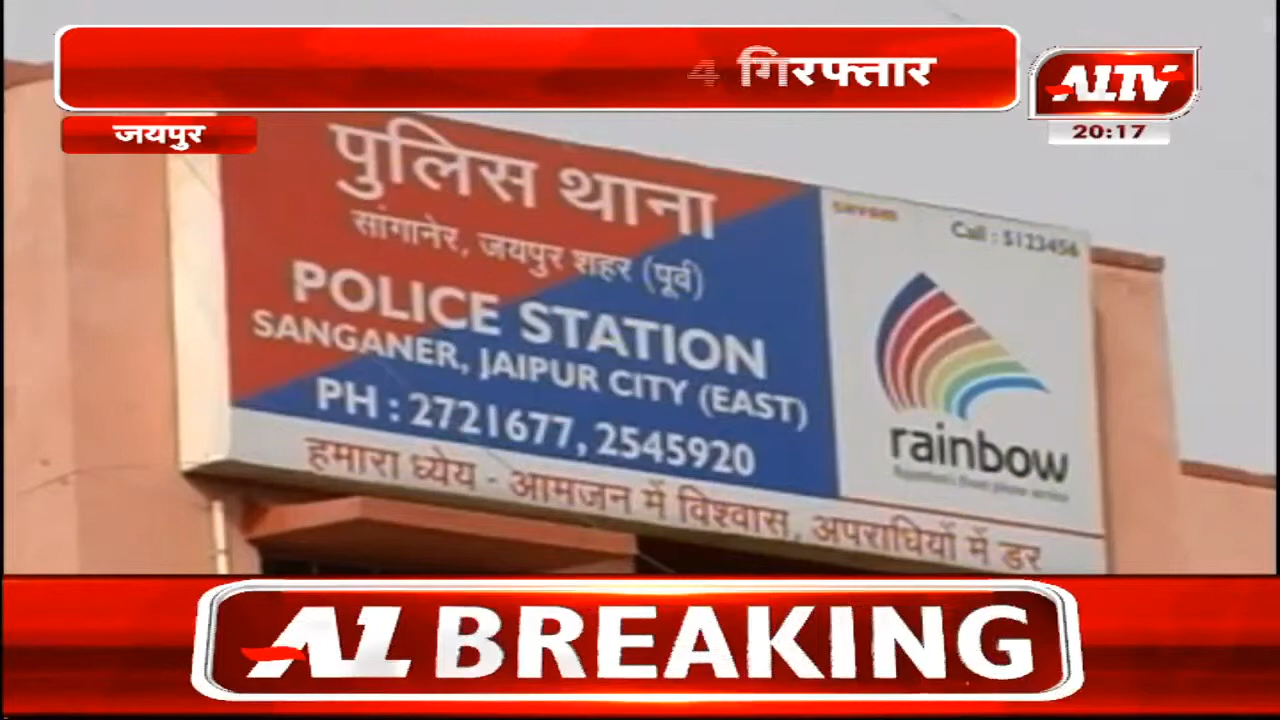 4 गिरफ्तार
ALTV
20:17
जयपुर
पुलिस थाना
सांगानेर, जयपुर शहर (पूर्व)
POLICE STATION
SANGANER, JAIPUR CITY (EAST)
PH : 2721677, 2545920
Call : 5123456
rainbow
हमारा ध्येय - आमजन में विश्वास, अपराधियों में डर
A1 BREAKING